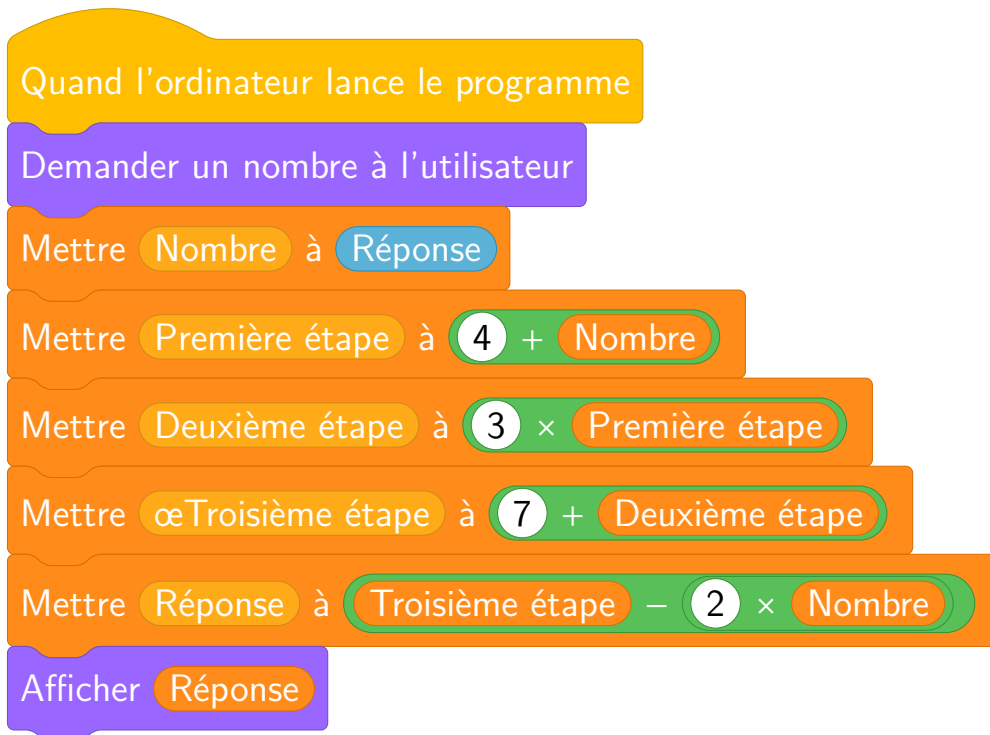 Quand l'ordinateur lance le programme
Demander un nombre à l'utilisateur
Mettre Nombre à Réponse
Mettre Première étape à 4 + Nombre
Mettre Deuxième étape à 3 × Première étape
Mettre œTroisième étape à 7 + Deuxième étape
Mettre Réponse à Troisième étape − 2 × Nombre
Afficher Réponse